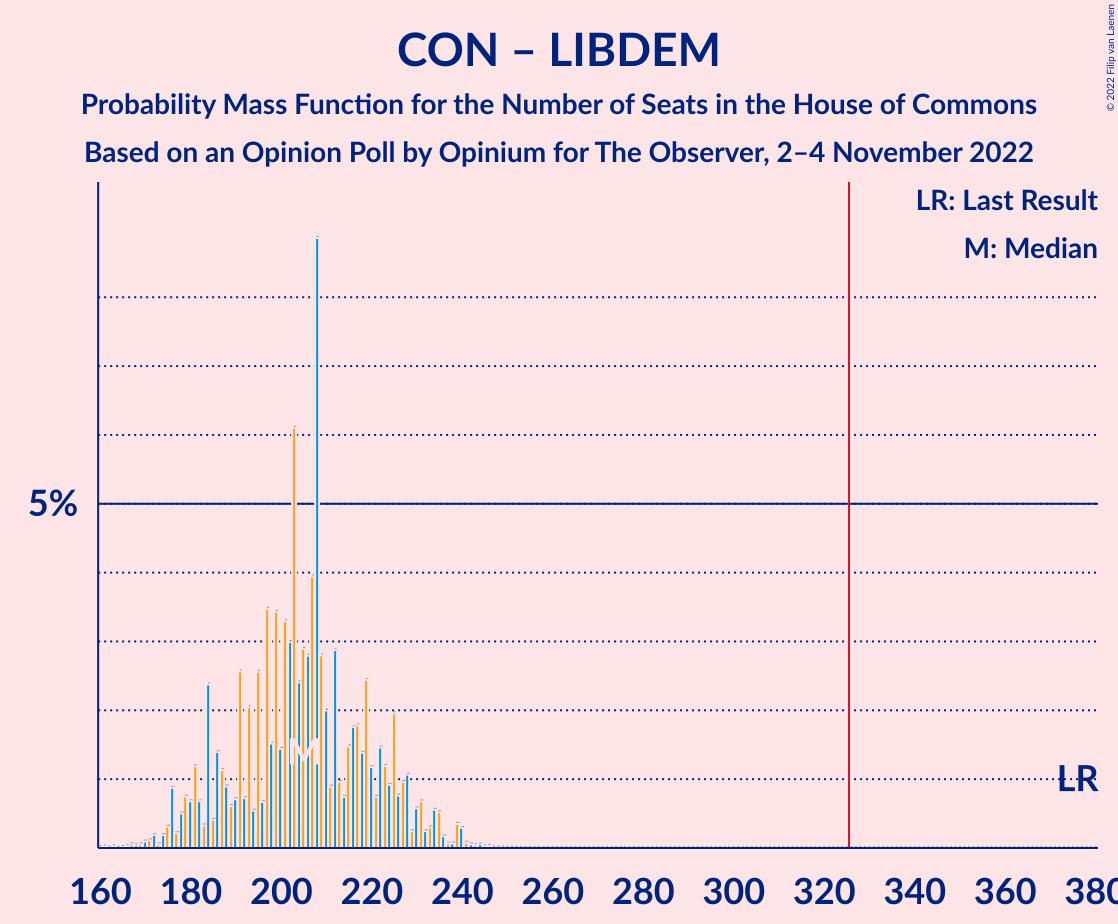 CON – LIBDEM
Probability Mass Function for the Number of Seats in the House of Commons
Based on an Opinion Poll by Opinium for The Observer, 2–4 November 2022
© 2022 Filip van Laenen
LR: Last Result
M: Median
5%
M
LR
160 180 200 220 240 260 280 300 320 340 360 380